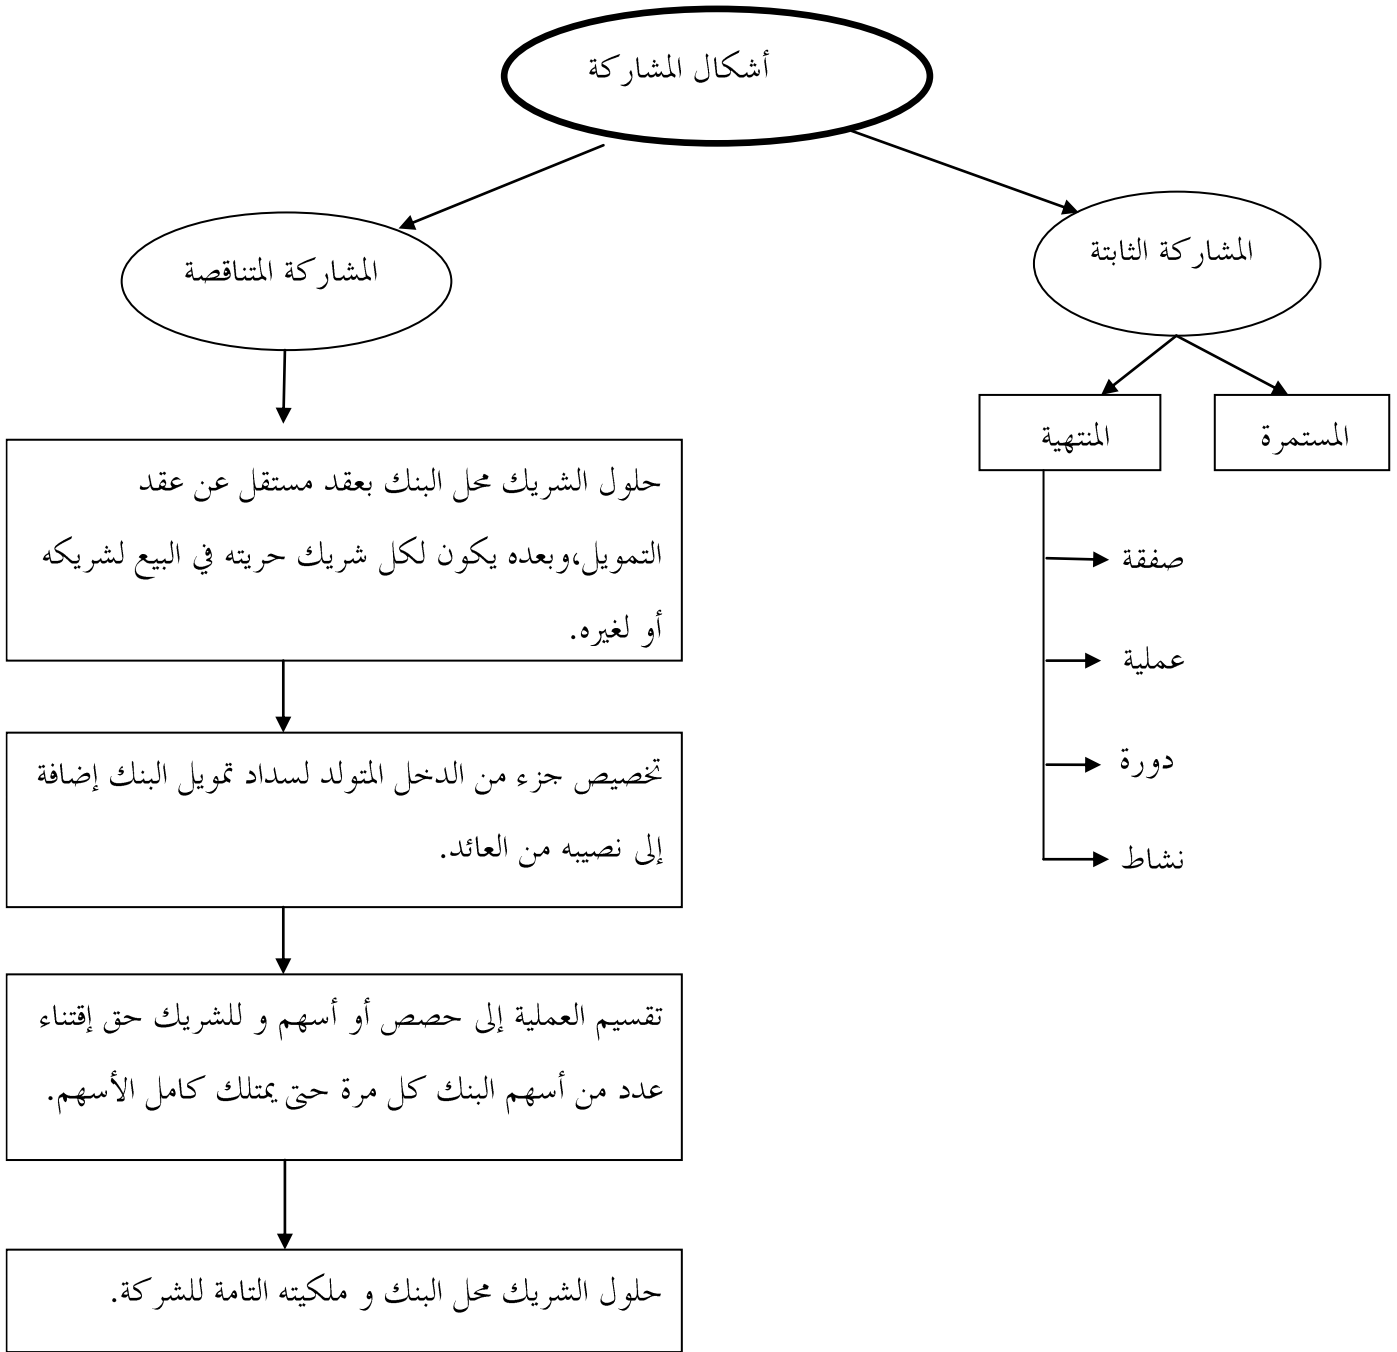 أشكال المشاركة
المشاركة الثابتة
المشاركة المتناقصة
المستمرة
المنتهية
صفقة
عملية
دورة
نشاط
حلول الشريك محل البنك بعقد مستقل عن عقد
التمويل،وبعده يكون لكل شريك حريته في البيع لشريكه
أو لغيره.
تخصيص جزء من الدخل المتولد لسداد تمويل البنك إضافة
إلى نصيبه من العائد.
تقسيم العملية إلى حصص أو أسهم و للشريك حق إقتناء
عدد من أسهم البنك كل مرة حتى يمتلك كامل الأسهم.
حلول الشريك محل البنك و ملكيته التامة للشركة.